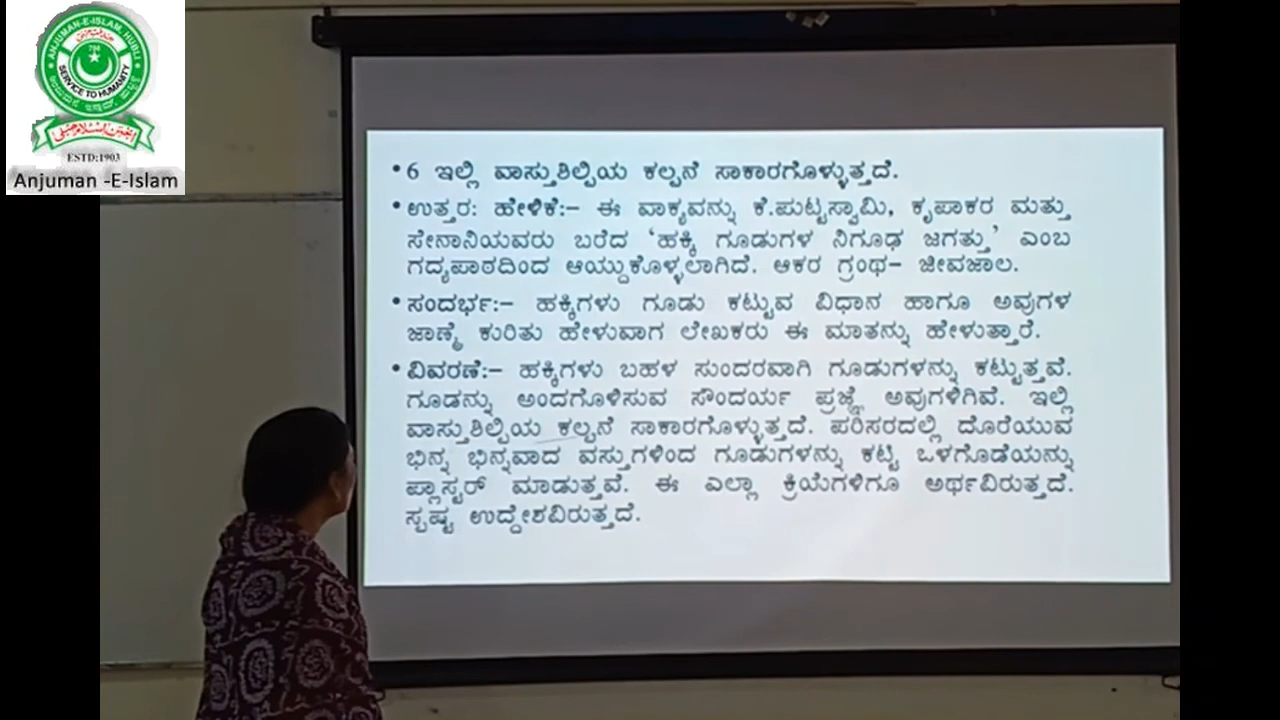 ANJUMAN-E-ISLAM, HUBLI
SERVICE TO HUMANITY
ESTD:1903
Anjuman -E-Islam
•6 ಇಲ್ಲಿ ವಾಸ್ತುಶಿಲ್ಪಿಯ ಕಲ್ಪನೆ ಸಾಕಾರಗೊಳ್ಳುತ್ತದೆ.
•ಉತ್ತರ: ಹೇಳಿಕೆ:– ಈ ವಾಕ್ಯವನ್ನು ಕೆ.ಪುಟ್ಟಸ್ವಾಮಿ, ಕೃಪಾಕರ ಮತ್ತು
ಸೇನಾನಿಯವರು ಬರೆದ ‘ಹಕ್ಕಿ ಗೂಡುಗಳ ನಿಗೂಢ ಜಗತ್ತು’ ಎಂಬ
ಗದ್ಯಪಾಠದಿಂದ ಆಯ್ದುಕೊಳ್ಳಲಾಗಿದೆ. ಆಕರ ಗ್ರಂಥ– ಜೀವಜಾಲ.
•ಸಂದರ್ಭ:– ಹಕ್ಕಿಗಳು ಗೂಡು ಕಟ್ಟುವ ವಿಧಾನ ಹಾಗೂ ಅವುಗಳ
ಜಾಣ್ಮೆ ಕುರಿತು ಹೇಳುವಾಗ ಲೇಖಕರು ಈ ಮಾತನ್ನು ಹೇಳುತ್ತಾರೆ.
•ವಿವರಣೆ:– ಹಕ್ಕಿಗಳು ಬಹಳ ಸುಂದರವಾಗಿ ಗೂಡುಗಳನ್ನು ಕಟ್ಟುತ್ತವೆ.
ಗೂಡನ್ನು ಅಂದಗೊಳಿಸುವ ಸೌಂದರ್ಯ ಪ್ರಜ್ಞೆ ಅವುಗಳಿಗಿವೆ. ಇಲ್ಲಿ
ವಾಸ್ತುಶಿಲ್ಪಿಯ ಕಲ್ಪನೆ ಸಾಕಾರಗೊಳ್ಳುತ್ತದೆ. ಪರಿಸರದಲ್ಲಿ ದೊರೆಯುವ
ಭಿನ್ನ ಭಿನ್ನವಾದ ವಸ್ತುಗಳಿಂದ ಗೂಡುಗಳನ್ನು ಕಟ್ಟಿ ಒಳಗೊಡೆಯನ್ನು
ಪ್ಲಾಸ್ಟರ್ ಮಾಡುತ್ತವೆ. ಈ ಎಲ್ಲಾ ಕ್ರಿಯೆಗಳಿಗೂ ಅರ್ಥವಿರುತ್ತದೆ.
ಸ್ಪಷ್ಟ ಉದ್ದೇಶವಿರುತ್ತದೆ.